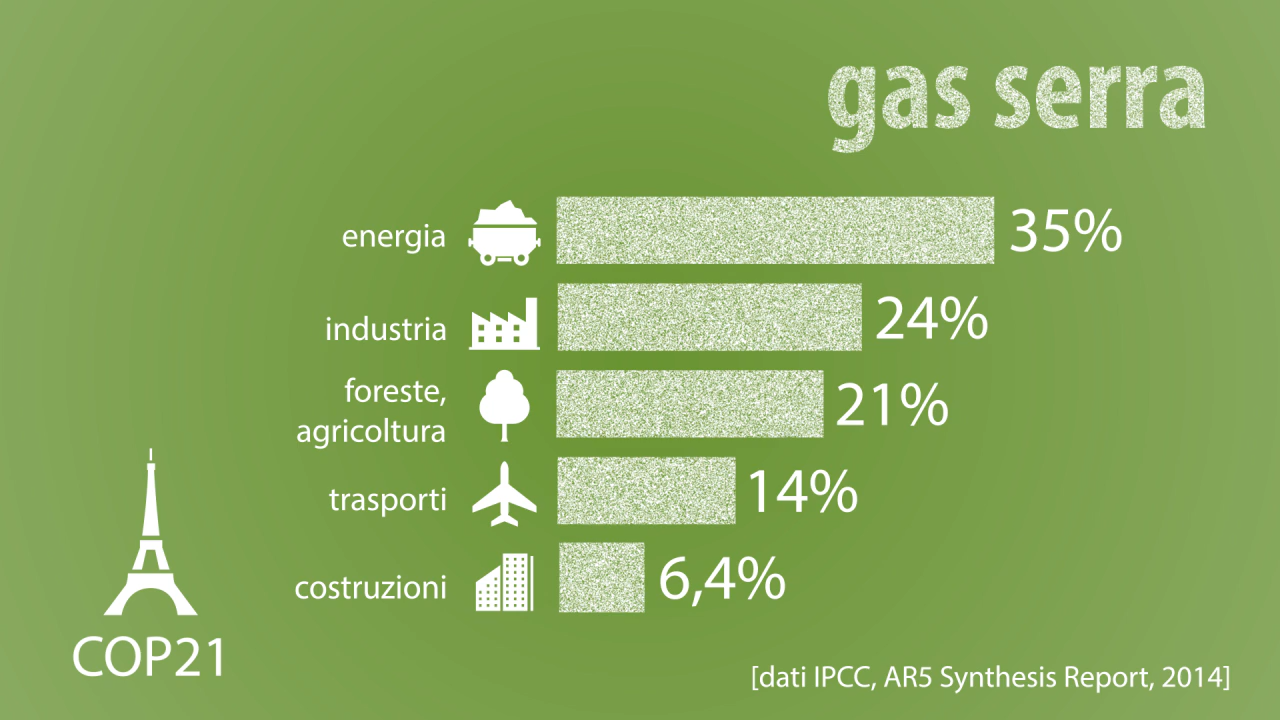 gas serra
energia 35%
industria 24%
foreste,
agricoltura 21%
trasporti 14%
costruzioni 6,4%
COP21
[dati IPCC, AR5 Synthesis Report, 2014]